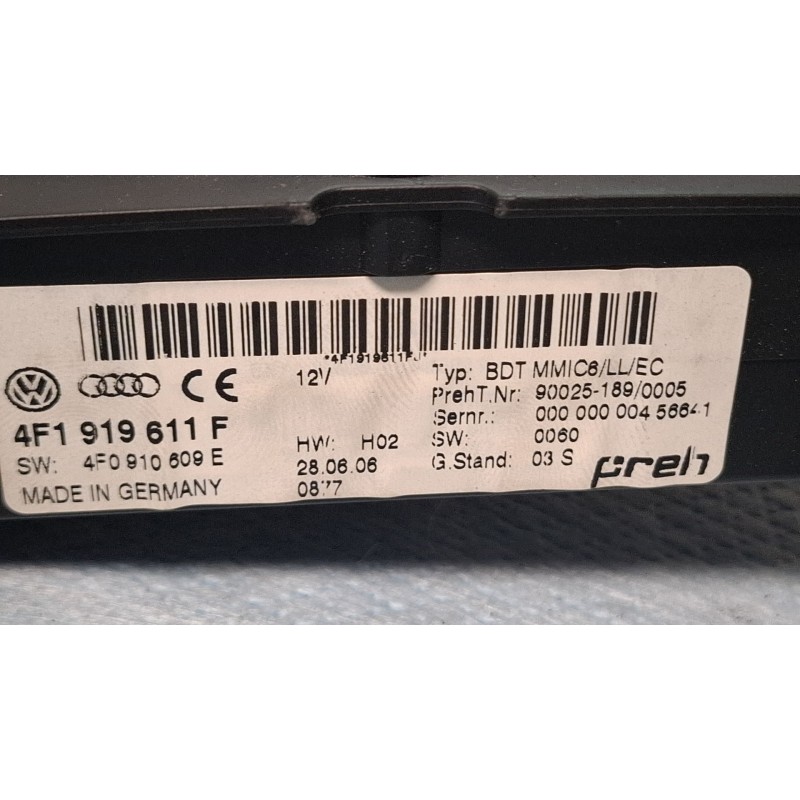 *4F1919611FJ*
12V
4F1 919 611 F
SW: 4F0 910 609 E
MADE IN GERMANY
HW: H02
28.06.06
0877
Typ: BDT MMIC6/LL/EC
PrehT.Nr: 90025-189/0005
Sernr.: 000 000 004 56641
SW: 0060
G.Stand: 03 S
preh
VW
CE